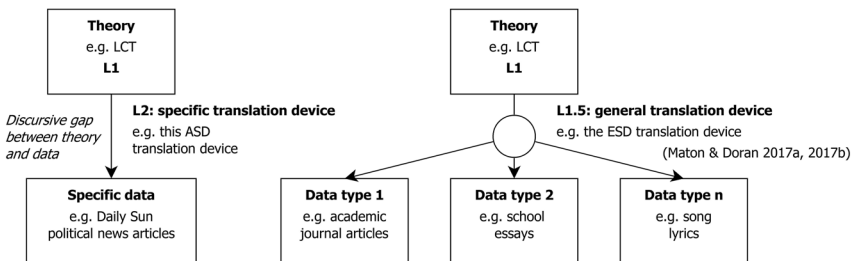 Theory
e.g. LCT
L1
Discursive gap
between theory
and data
L2: specific translation device
e.g. this ASD
translation device
Specific data
e.g. Daily Sun
political news articles
Theory
e.g. LCT
L1
L1.5: general translation device
e.g. the ESD translation device
(Maton & Doran 2017a, 2017b)
Data type 1
e.g. academic
journal articles
Data type 2
e.g. school
essays
Data type n
e.g. song
lyrics